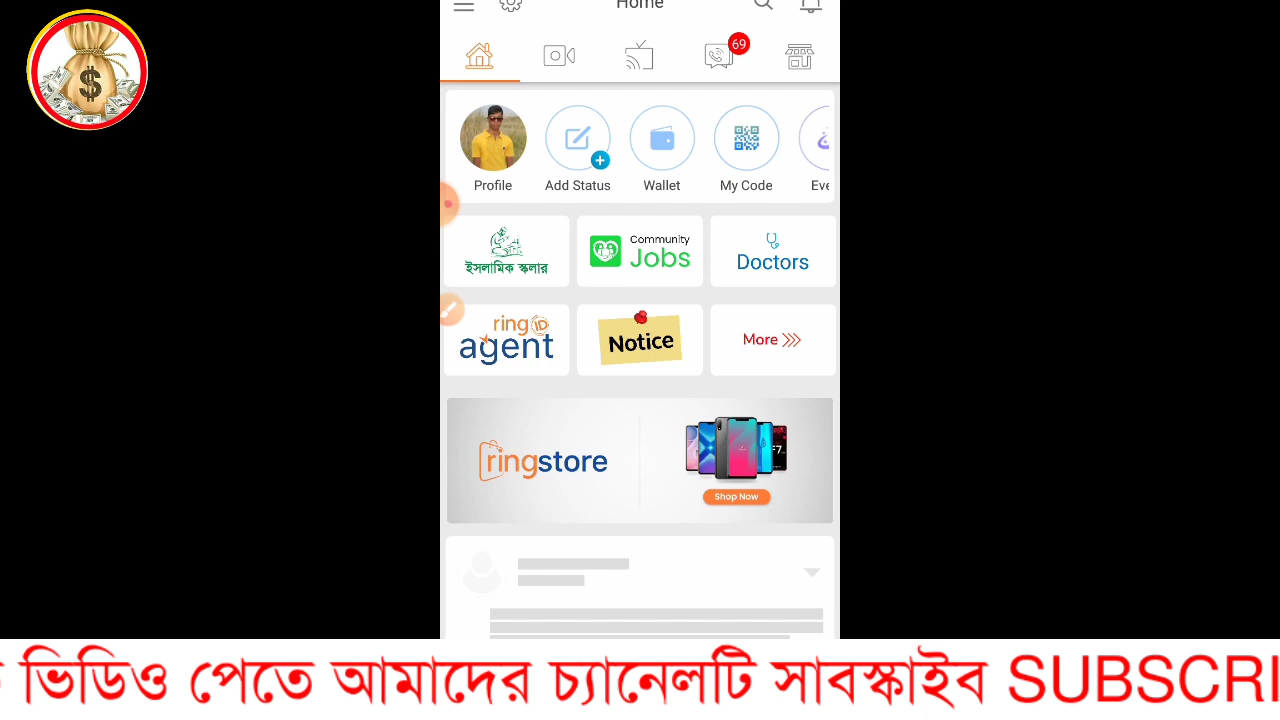 Home
69
Profile
Add Status
Wallet
My Code
Eve
ইসলামিক স্কলার
Community
Jobs
Doctors
ring iD
agent
Notice
More
ringstore
F7
Shop Now
ভিডিও পেতে আমাদের চ্যানেলটি সাবস্কাইব SUBSCRI